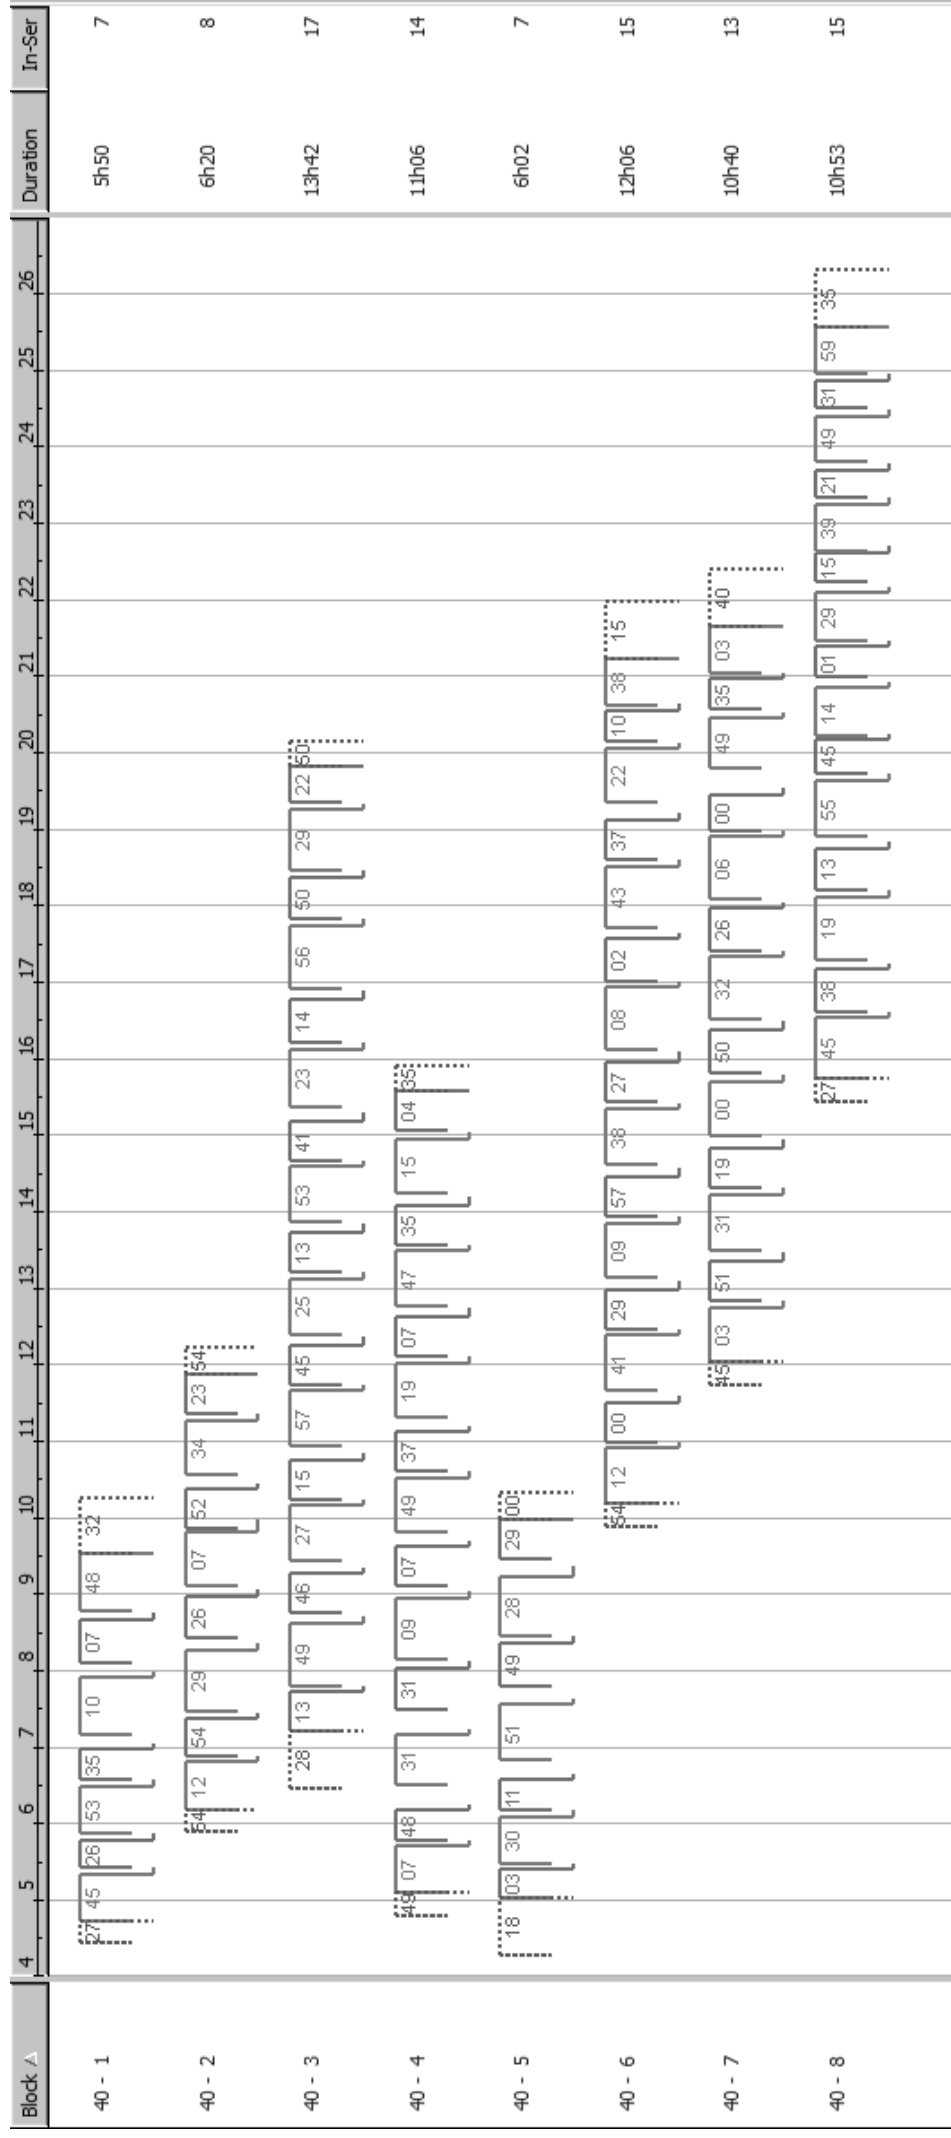 Block △ 4 5 6 7 8 9 10 11 12 13 14 15 16 17 18 19 20 21 22 23 24 25 26 Duration In-Ser
40 - 1 27 45 26 53 35 10 07 48 32 5h50 7
40 - 2 54 12 54 29 26 07 52 34 23 54 6h20 8
40 - 3 28 13 49 46 27 15 57 45 25 13 53 41 23 14 56 50 29 22 50 13h42 17
40 - 4 49 07 48 31 31 09 07 49 37 19 07 47 35 15 04 35 11h06 14
40 - 5 18 03 30 11 51 49 28 29 00 6h02 7
40 - 6 54 12 00 41 29 09 57 38 27 08 02 43 37 22 10 38 15 12h06 15
40 - 7 45 03 51 31 19 00 50 32 26 06 00 49 35 03 40 10h40 13
40 - 8 27 45 38 19 13 55 45 14 01 29 15 39 21 49 31 59 35 10h53 15